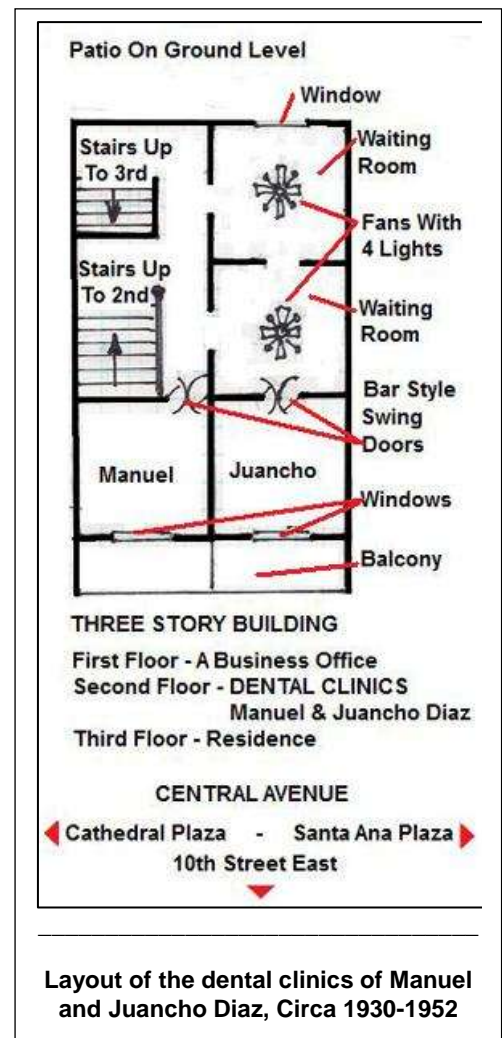 Patio On Ground Level
Window
Stairs Up
To 3rd
Waiting
Room
Fans With
4 Lights
Stairs Up
To 2nd
Waiting
Room
Bar Style
Swing
Doors
Manuel
Juancho
Windows
Balcony
THREE STORY BUILDING
First Floor - A Business Office
Second Floor - DENTAL CLINICS
Manuel & Juancho Diaz
Third Floor - Residence
CENTRAL AVENUE
Cathedral Plaza - Santa Ana Plaza
10th Street East
Layout of the dental clinics of Manuel
and Juancho Diaz, Circa 1930-1952